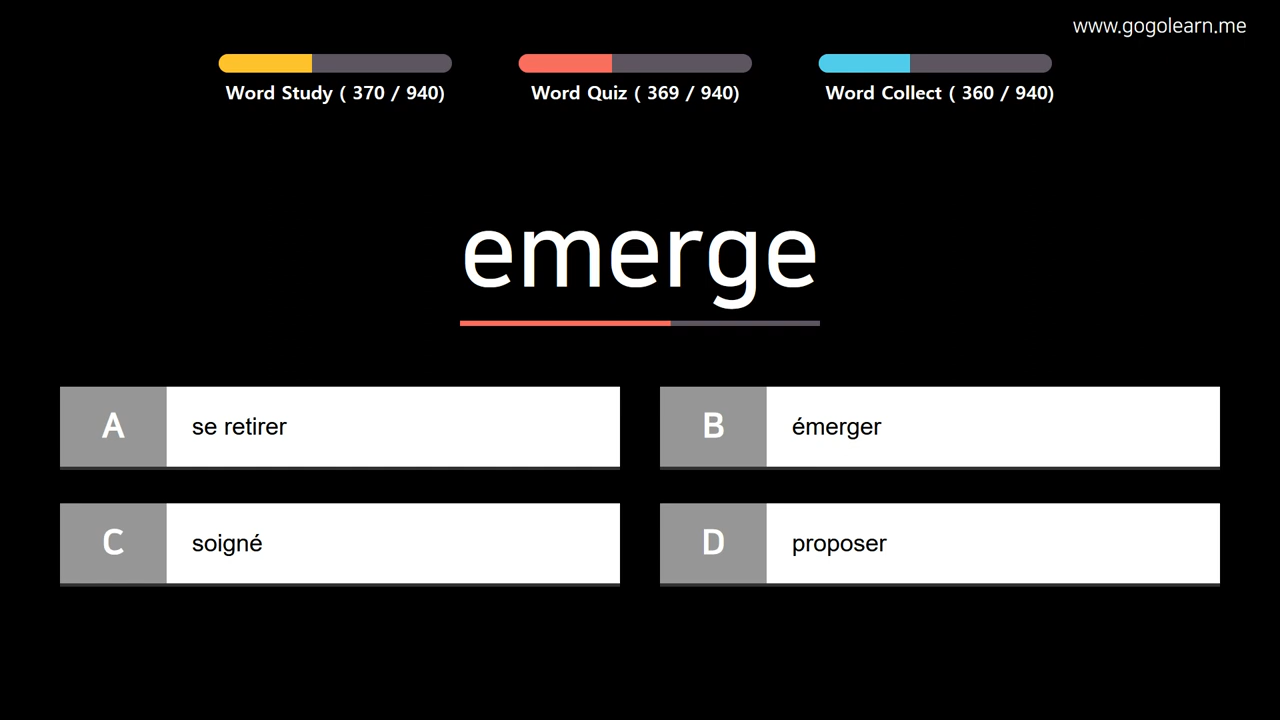 www.gogolearn.me
Word Study ( 370 / 940)
Word Quiz ( 369 / 940)
Word Collect ( 360 / 940)
emerge
A
se retirer
B
émerger
C
soigné
D
proposer